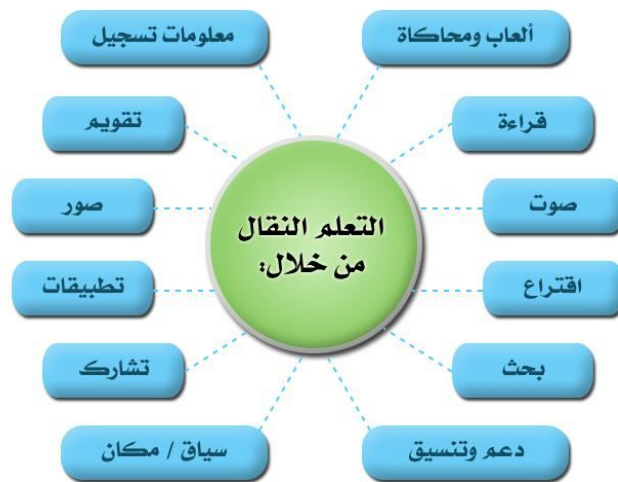 التعلم النقال
من خلال:
ألعاب ومحاكاة
قراءة
صوت
اقتراع
بحث
دعم وتنسيق
معلومات تسجيل
تقويم
صور
تطبيقات
تشارك
سياق / مكان